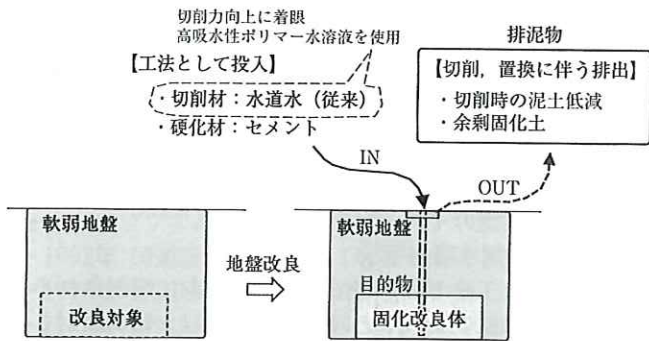 切削力向上に着眼
高吸水性ポリマー水溶液を使用
【工法として投入】
・切削材：水道水（従来）
・硬化材：セメント
排泥物
【切削，置換に伴う排出】
・切削時の泥土低減
・余剰固化土
IN
OUT
軟弱地盤
改良対象
地盤改良
軟弱地盤
目的物
固化改良体